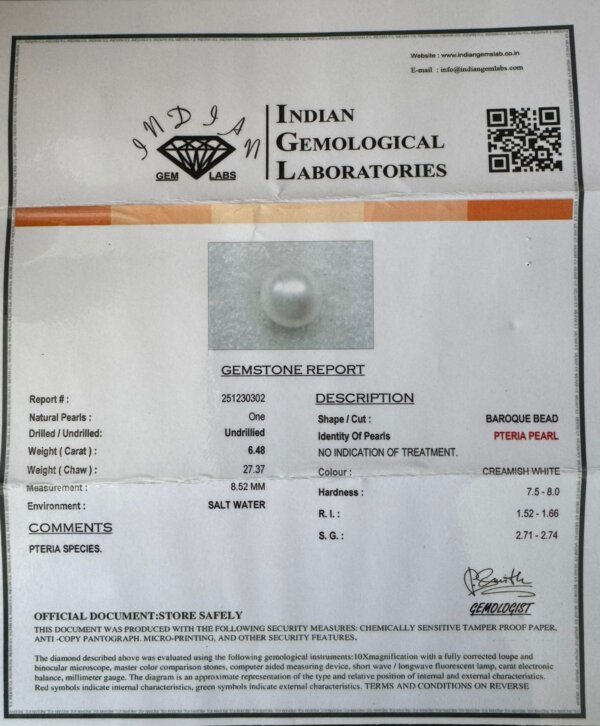 Website : www.indiangemslab.co.in
E-mail : info@indiangemlabs.com
INDIAN
GEM LABS
INDIAN
GEMOLOGICAL
LABORATORIES
GEMSTONE REPORT
Report # : 251230302
Natural Pearls : One
Drilled / Undrilled: Undrillied
Weight ( Carat ) : 6.48
Weight ( Chaw ) : 27.37
Measurement : 8.52 MM
Environment : SALT WATER
COMMENTS
PTERIA SPECIES.
DESCRIPTION
Shape / Cut : BAROQUE BEAD
Identity Of Pearls PTERIA PEARL
NO INDICATION OF TREATMENT.
Colour : CREAMISH WHITE
Hardness : 7.5 - 8.0
R. I. : 1.52 - 1.66
S. G. : 2.71 - 2.74
GEMOLOGIST
OFFICIAL DOCUMENT:STORE SAFELY
THIS DOCUMENT WAS PRODUCED WITH THE FOLLOWING SECURITY MEASURES: CHEMICALLY SENSITIVE TAMPER PROOF PAPER,
ANTI -COPY PANTOGRAPH. MICRO-PRINTING, AND OTHER SECURITY FEATURES.
The diamond described above was evaluated using the following gemological instruments:10Xmagnification with a fully corrected loupe and
binocular microscope, master color comparison stones, computer aided measuring device, short wave / longwave fluorescent lamp, carat electronic
balance, millimeter gauge. The diagram is an approximate representation of the type and relative position of internal and external characteristics.
Red symbols indicate internal characteristics, green symbols indicate external characteristics. TERMS AND CONDITIONS ON REVERSE